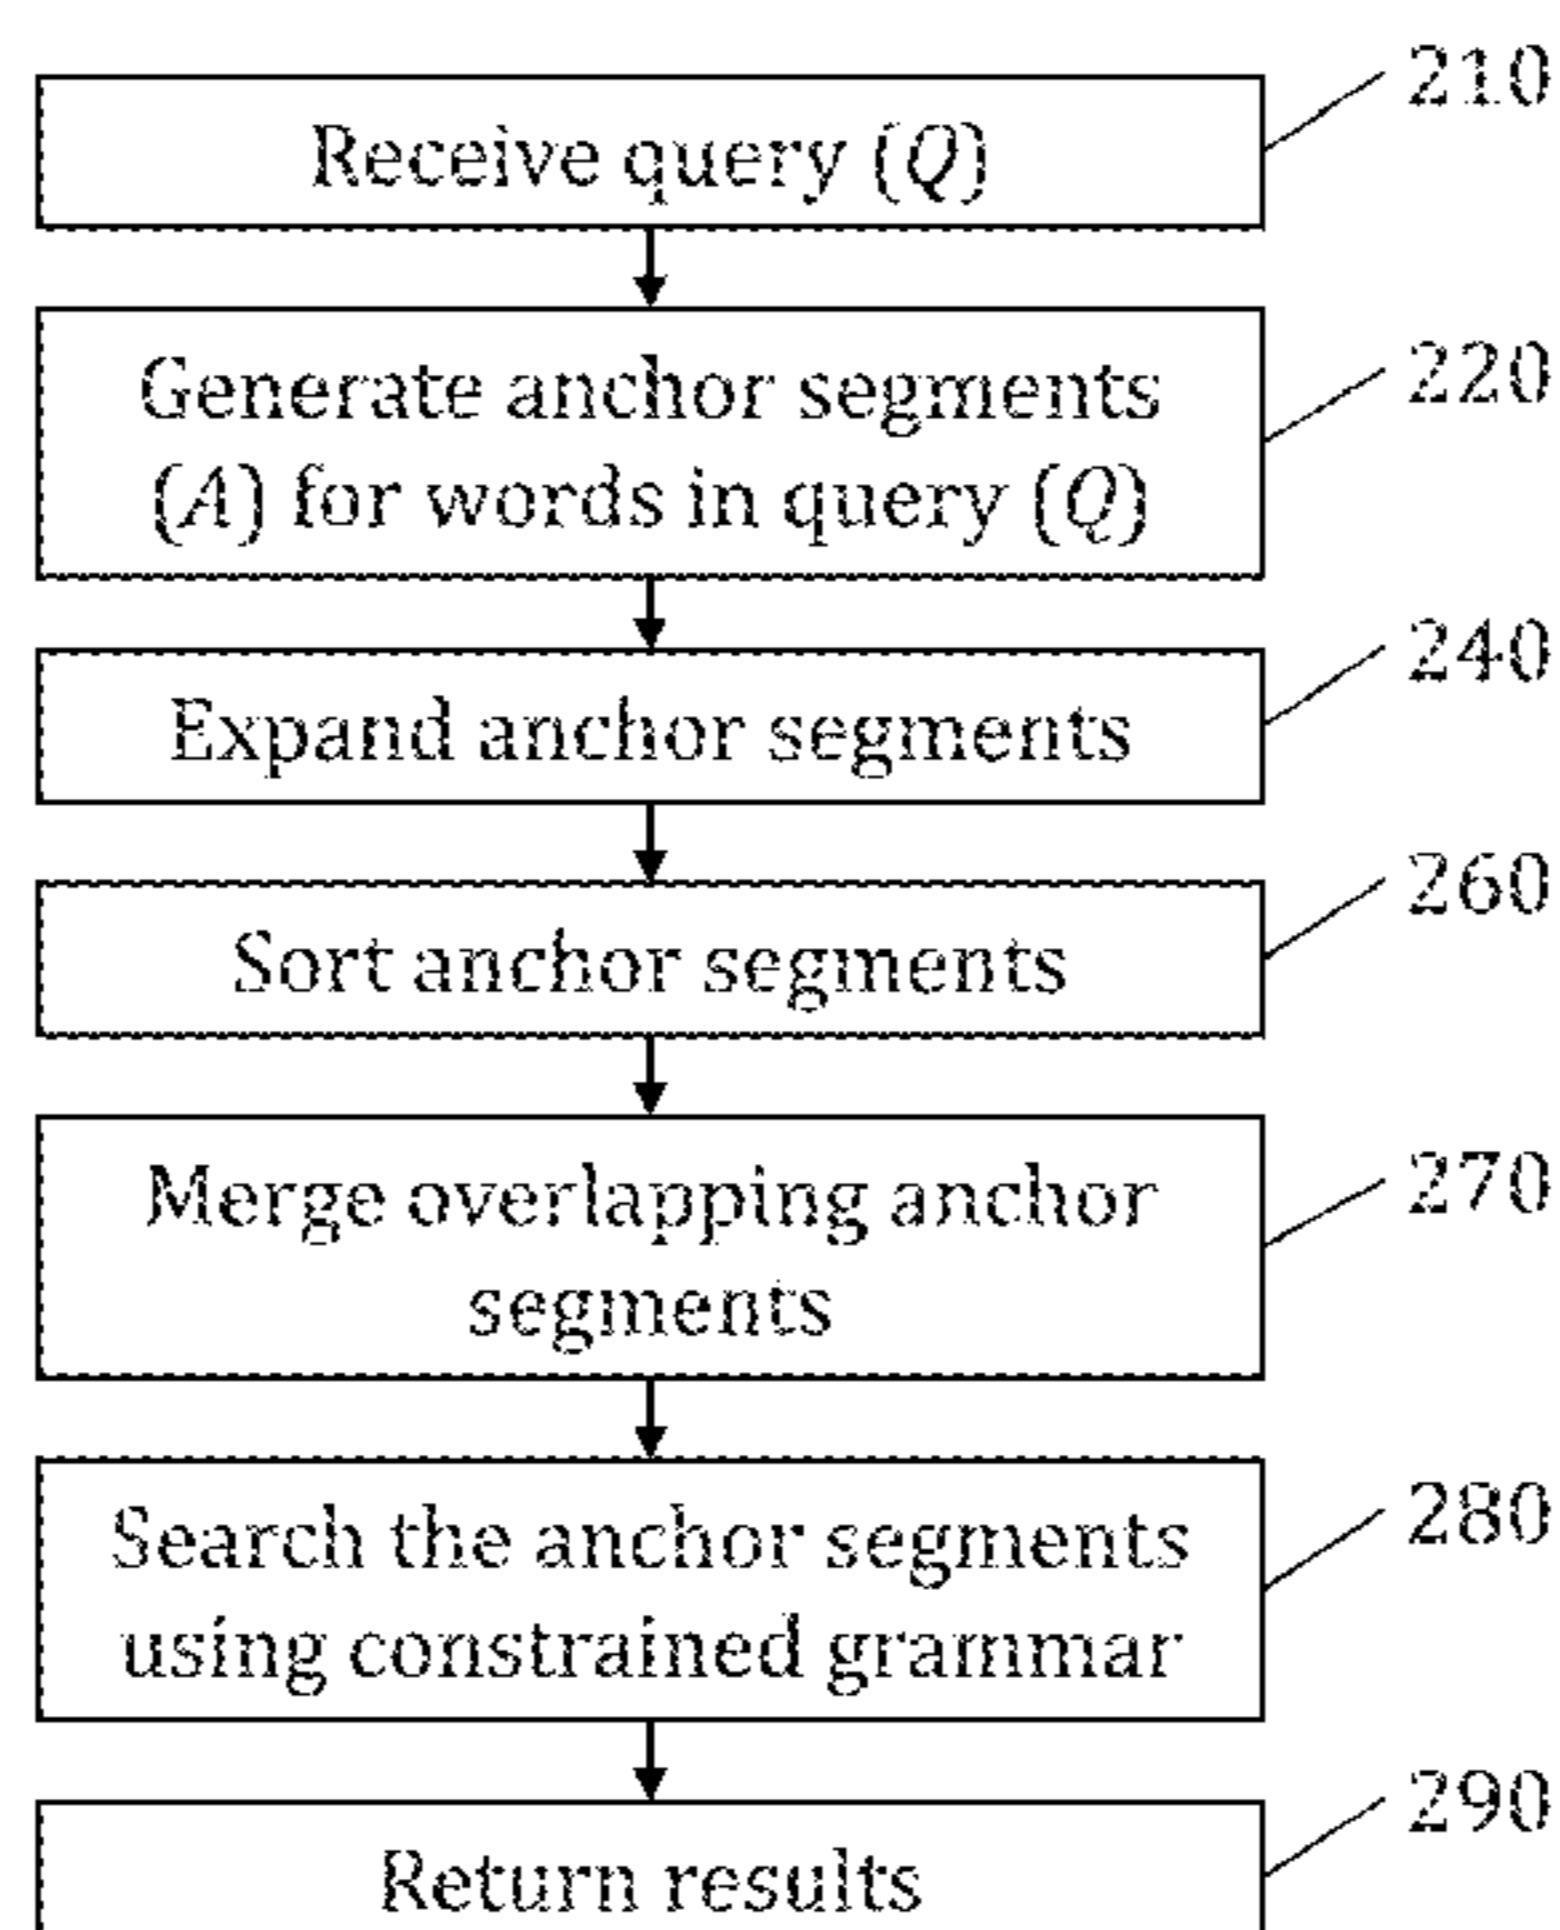 210
Receive query (Q)
220
Generate anchor segments
(A) for words in query (Q)
240
Expand anchor segments
260
Sort anchor segments
270
Merge overlapping anchor
segments
280
Search the anchor segments
using constrained grammar
290
Return results